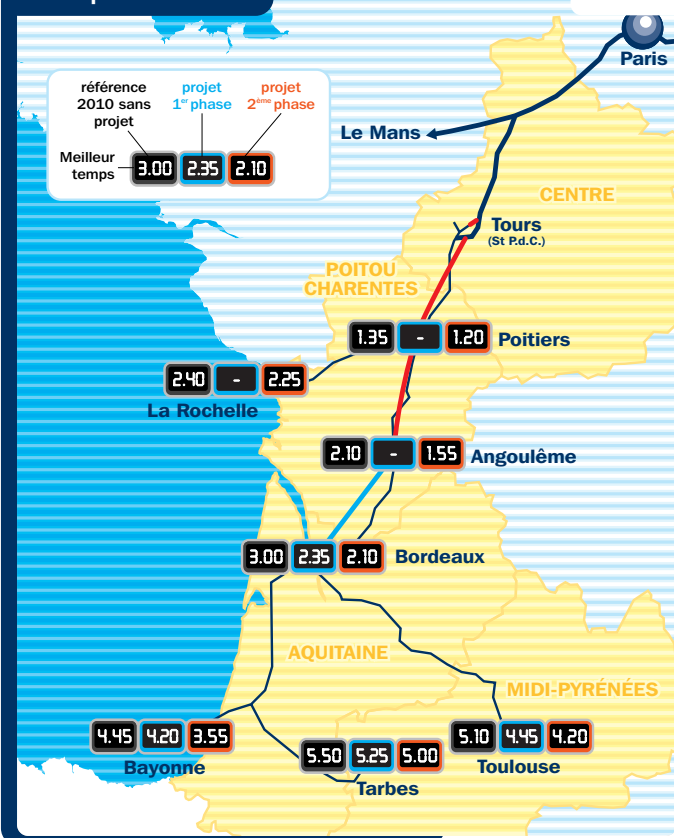 Paris
référence
2010 sans
projet
projet
1er phase
projet
2ème phase
Meilleur
temps
3.00 2.35 2.10
Le Mans
CENTRE
Tours
(St P.d.C.)
POITOU
CHARENTES
1.35 - 1.20 Poitiers
2.40 - 2.25
La Rochelle
2.10 - 1.55 Angoulême
3.00 2.35 2.10 Bordeaux
AQUITAINE
MIDI-PYRÉNÉES
4.45 4.20 3.55
Bayonne
5.50 5.25 5.00
Tarbes
5.10 4.45 4.20
Toulouse